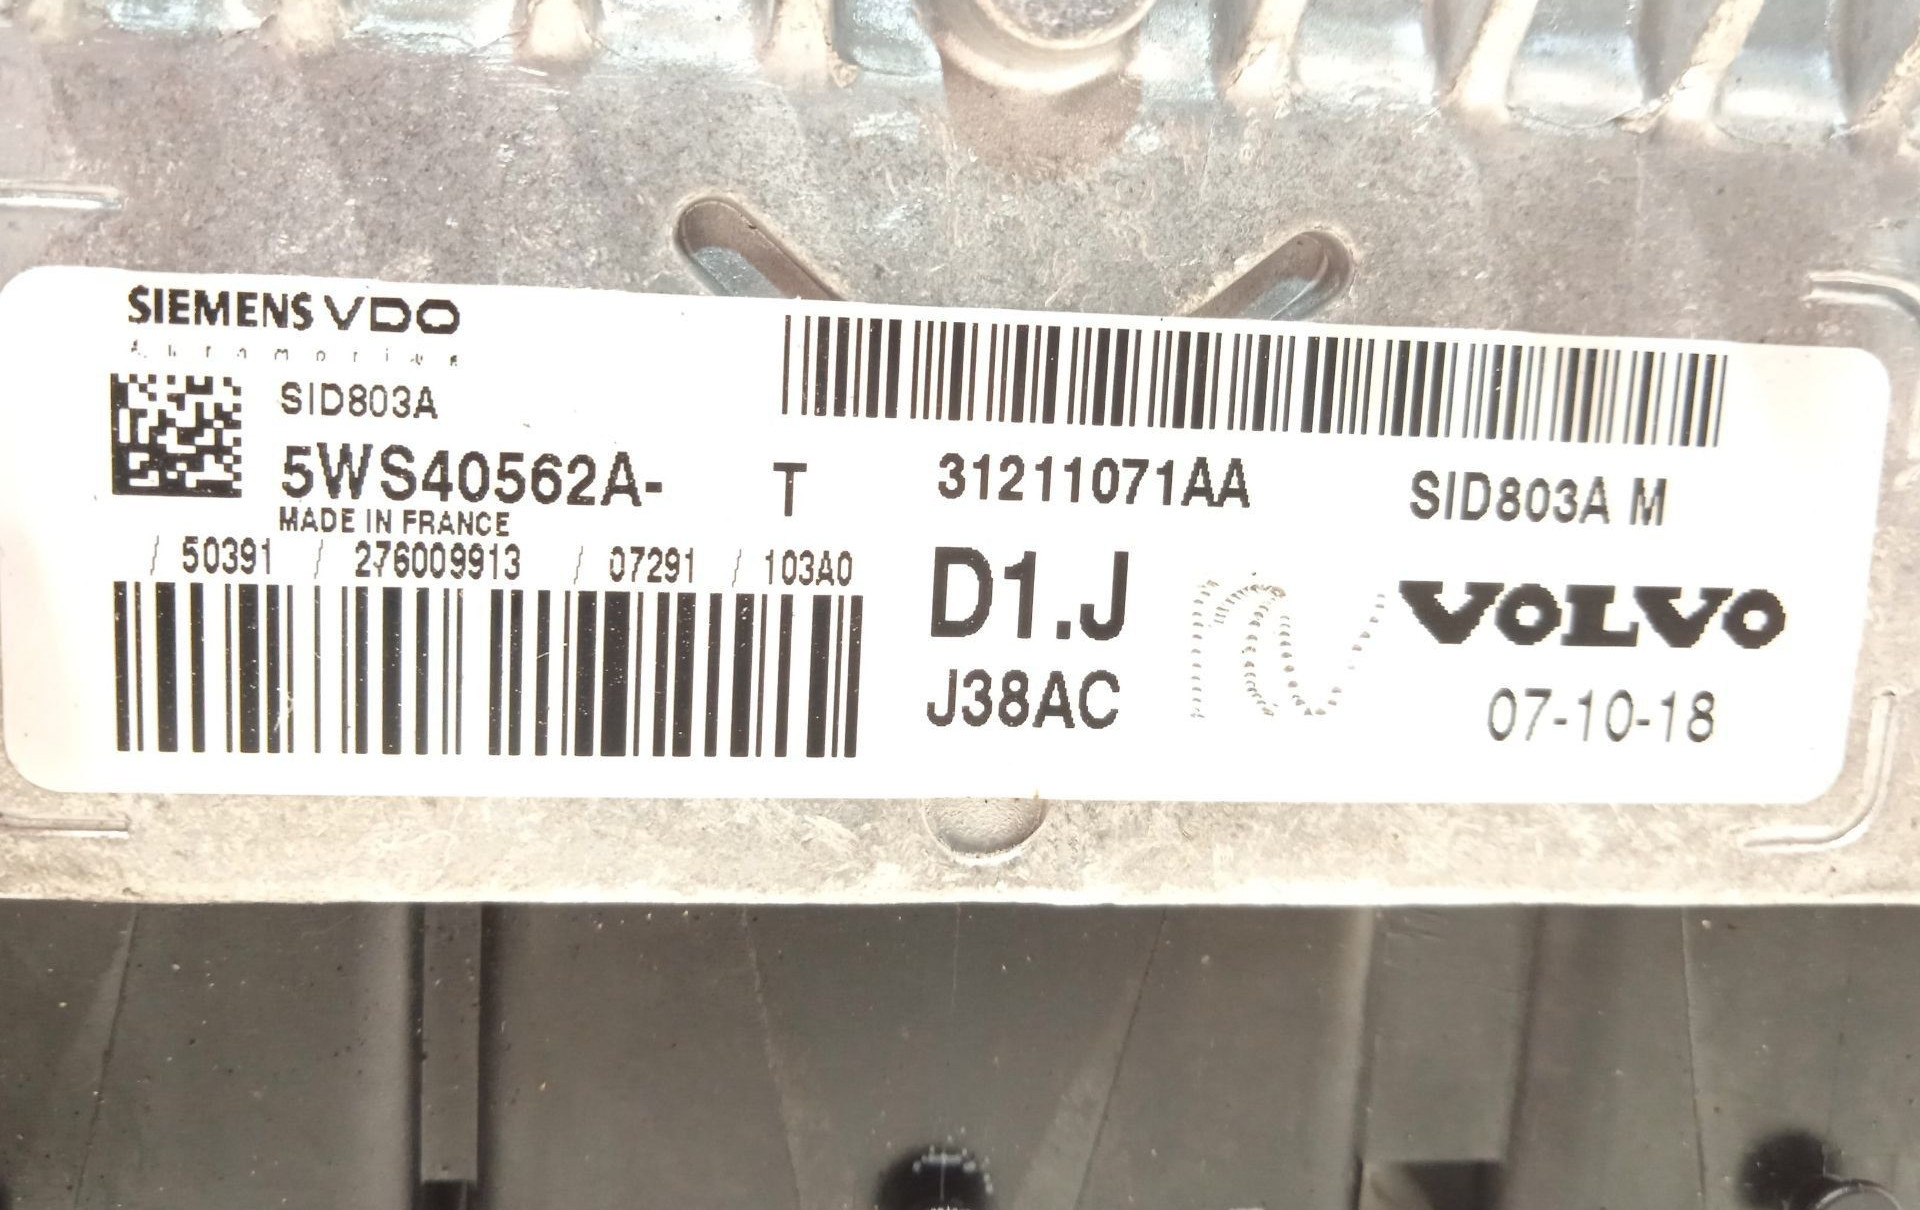 SIEMENS VDO
Automotive
SID803A
5WS40562A- T
MADE IN FRANCE
/ 50391 / 276009913 / 07291 / 103A0
31211071AA SID803A M
D1.J
VOLVO
J38AC
07-10-18